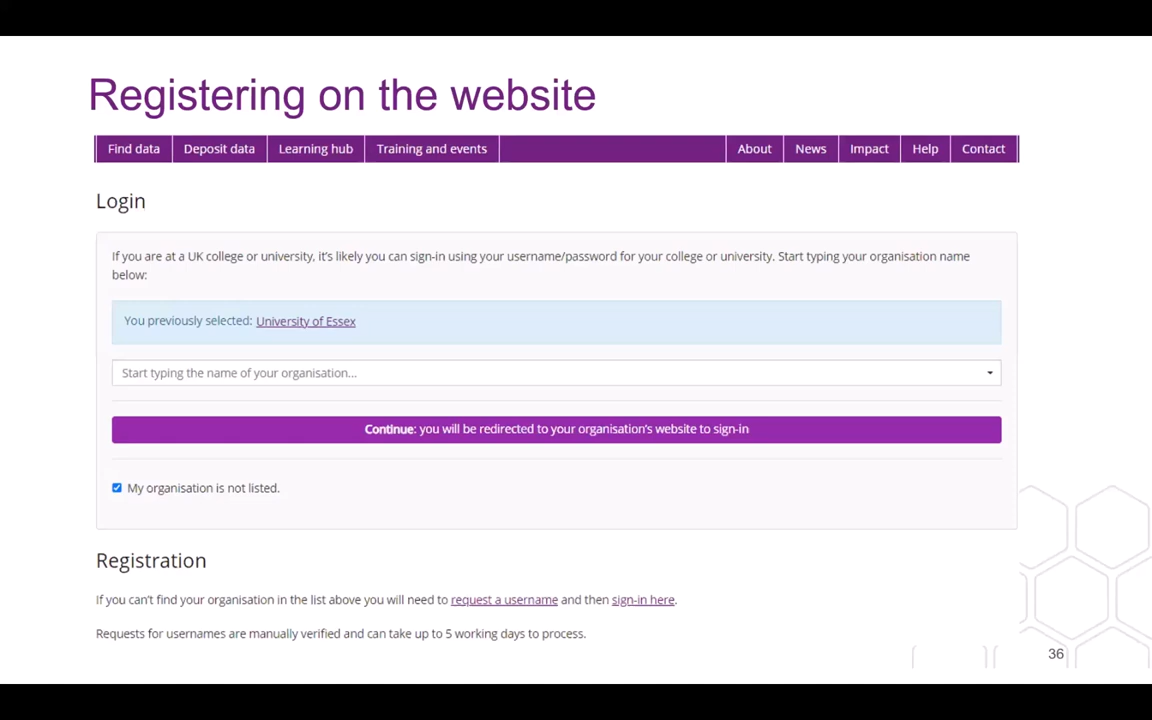 Registering on the website
Find data Deposit data Learning hub Training and events About News Impact Help Contact
Login
If you are at a UK college or university, it's likely you can sign-in using your username/password for your college or university. Start typing your organisation name
below:
You previously selected: University of Essex
Start typing the name of your organisation...
Continue: you will be redirected to your organisation's website to sign-in
My organisation is not listed.
Registration
If you can't find your organisation in the list above you will need to request a username and then sign-in here.
Requests for usernames are manually verified and can take up to 5 working days to process.
36